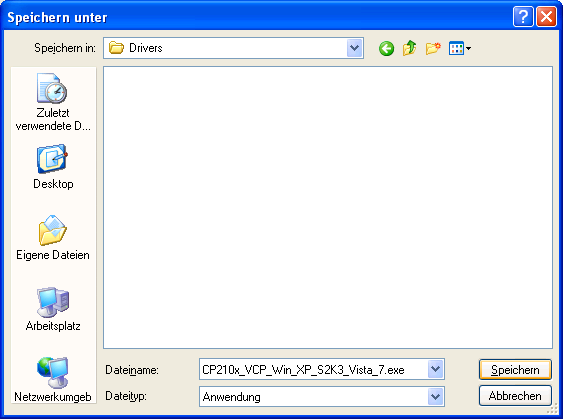 Speichern unter
Speichern in:
Drivers
Zuletzt
verwendete D...
Desktop
Eigene Dateien
Arbeitsplatz
Netzwerkumgeb
Dateiname:
CP210x_VCP_Win_XP_S2K3_Vista_7.exe
Speichern
Dateityp:
Anwendung
Abbrechen